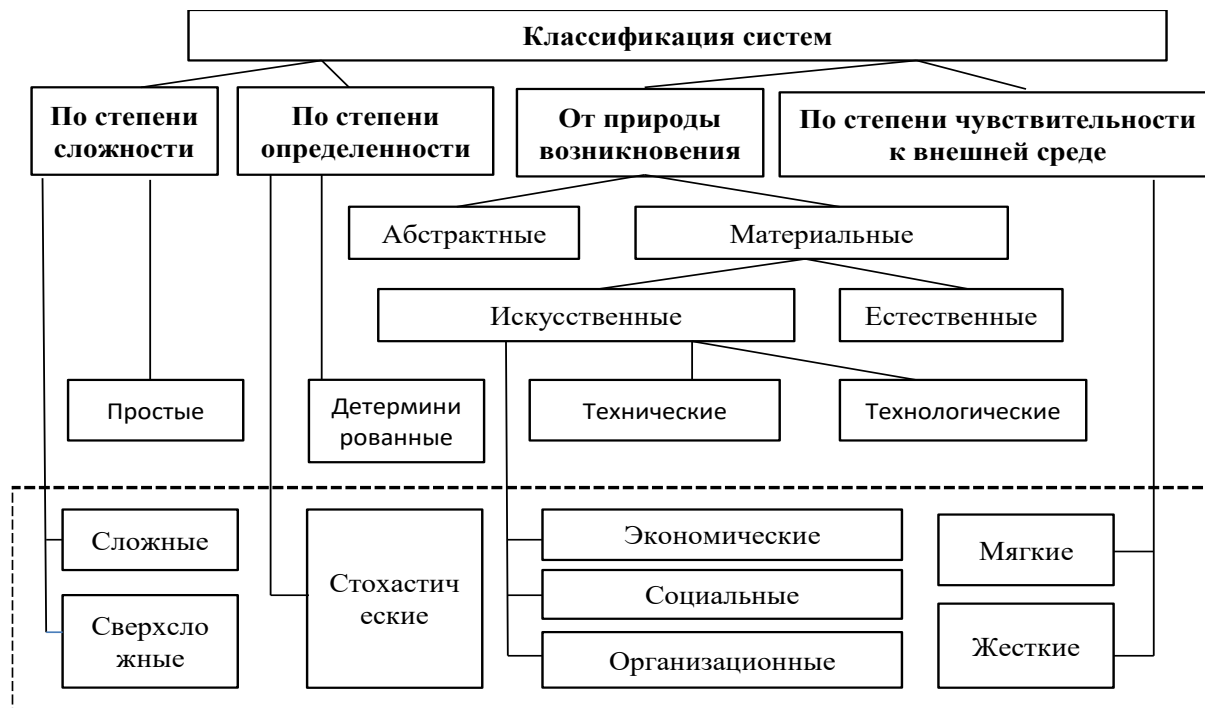 Классификация систем
По степени
сложности
По степени
определенности
От природы
возникновения
По степени чувствительности
к внешней среде
Абстрактные
Материальные
Искусственные
Естественные
Простые
Детермини
рованные
Технические
Технологические
Сложные
Сверхсло
жные
Стохастич
еские
Экономические
Социальные
Организационные
Мягкие
Жесткие